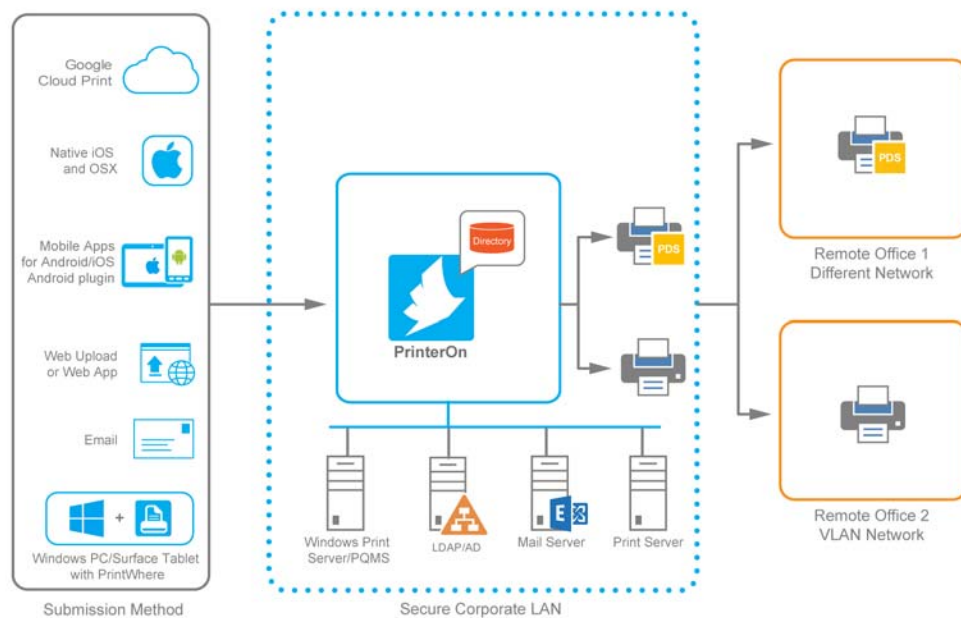 Google
Cloud Print
Native iOS
and OSX
Mobile Apps
for Android/iOS
Android plugin
Web Upload
or Web App
Email
+
Windows PC/Surface Tablet
with PrintWhere
Submission Method
Directory
PrinterOn
PDS
Windows Print
Server/PQMS
LDAP/AD
E
Mail Server
Print Server
Secure Corporate LAN
PDS
Remote Office 1
Different Network
Remote Office 2
VLAN Network